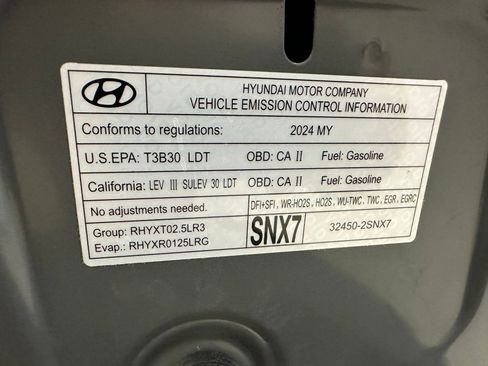 HYUNDAI MOTOR COMPANY
VEHICLE EMISSION CONTROL INFORMATION
Conforms to regulations: 2024 MY
U.S.EPA: T3B30 LDT OBD: CA II Fuel: Gasoline
California: LEV III SULEV 30 LDT OBD: CA II Fuel: Gasoline
No adjustments needed. DFI+SFI, WR-HO2S, HO2S, WU-TWC, TWC, EGR, EGRC
Group: RHYXT02.5LR3
Evap.: RHYXR0125LRG
SNX7
32450-2SNX7